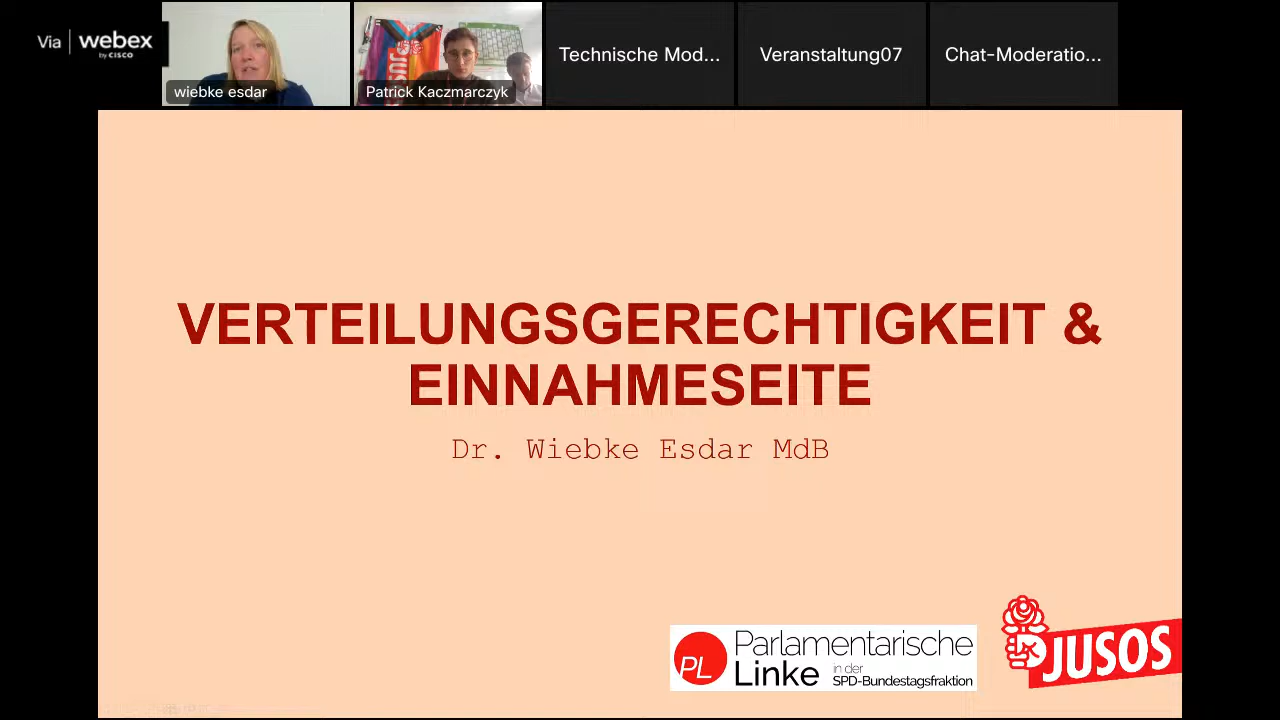 Via webex
by CISCO
wiebke esdar
Patrick Kaczmarczyk
Technische Mod...
Veranstaltung07
Chat-Moderatio...
VERTEILUNGSGERECHTIGKEIT &
EINNAHMESEITE
Dr. Wiebke Esdar MdB
PL
Parlamentarische
Linke
in der
SPD-Bundestagsfraktion
JUSOS